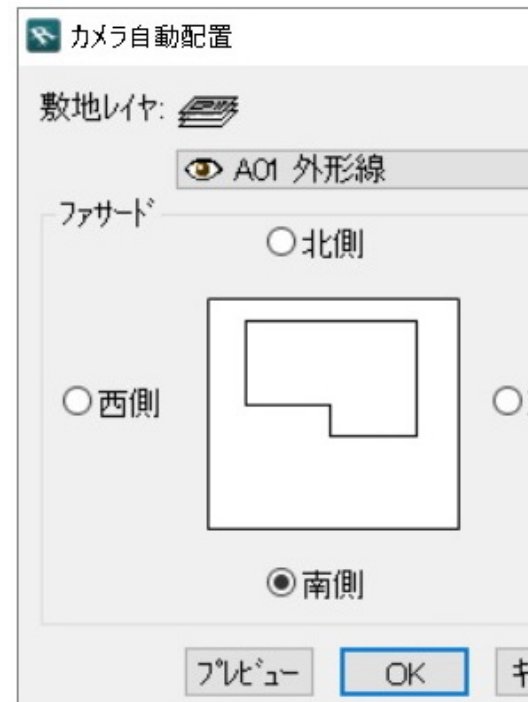 カメラ自動配置
敷地レイヤ:
A01 外形線
ファサード
北側
西側
南側
プレビュー OK キ